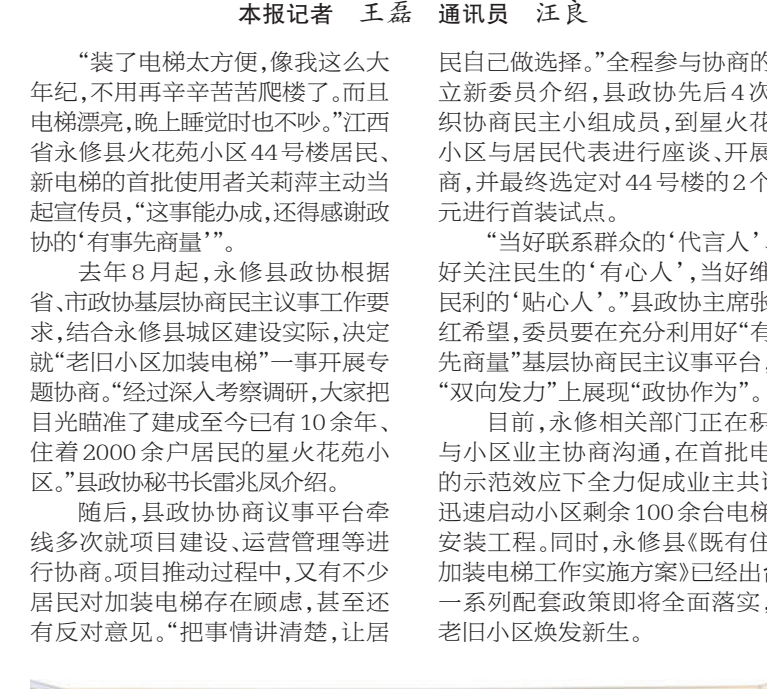 本报记者 王磊 通讯员 汪良
“装了电梯太方便,像我这么大
年纪,不用再辛辛苦苦爬楼了。而且
电梯漂亮,晚上睡觉时也不吵。”江西
省永修县火花苑小区44号楼居民、
新电梯的首批使用者关莉萍主动当
起宣传员,“这事能办成,还得感谢政
协的‘有事先商量’”。
去年8月起,永修县政协根据
省、市政协基层协商民主议事工作要
求,结合永修县城区建设实际,决定
就“老旧小区加装电梯”一事开展专
题协商。“经过深入考察调研,大家把
目光瞄准了建成至今已有10余年、
住着2000余户居民的星火花苑小
区。”县政协秘书长雷兆凤介绍。
随后,县政协协商议事平台牵
线多次就项目建设、运营管理等进
行协商。项目推动过程中,又有不少
居民对加装电梯存在顾虑,甚至还
有反对意见。“把事情讲清楚,让居
民自己做选择。”全程参与协商的
立新委员介绍,县政协先后4次
织协商民主小组成员,到星火花
小区与居民代表进行座谈、开展
商,并最终选定对44号楼的2个
元进行首装试点。
“当好联系群众的‘代言人’
好关注民生的‘有心人’,当好维
民利的‘贴心人’。”县政协主席张
红希望,委员要在充分利用好“有
先商量”基层协商民主议事平台,
“双向发力”上展现“政协作为”。
目前,永修相关部门正在积
与小区业主协商沟通,在首批电
的示范效应下全力促成业主共
迅速启动小区剩余100余台电梯
安装工程。同时,永修县《既有住
加装电梯工作实施方案》已经出台
一系列配套政策即将全面落实,
老旧小区焕发新生。